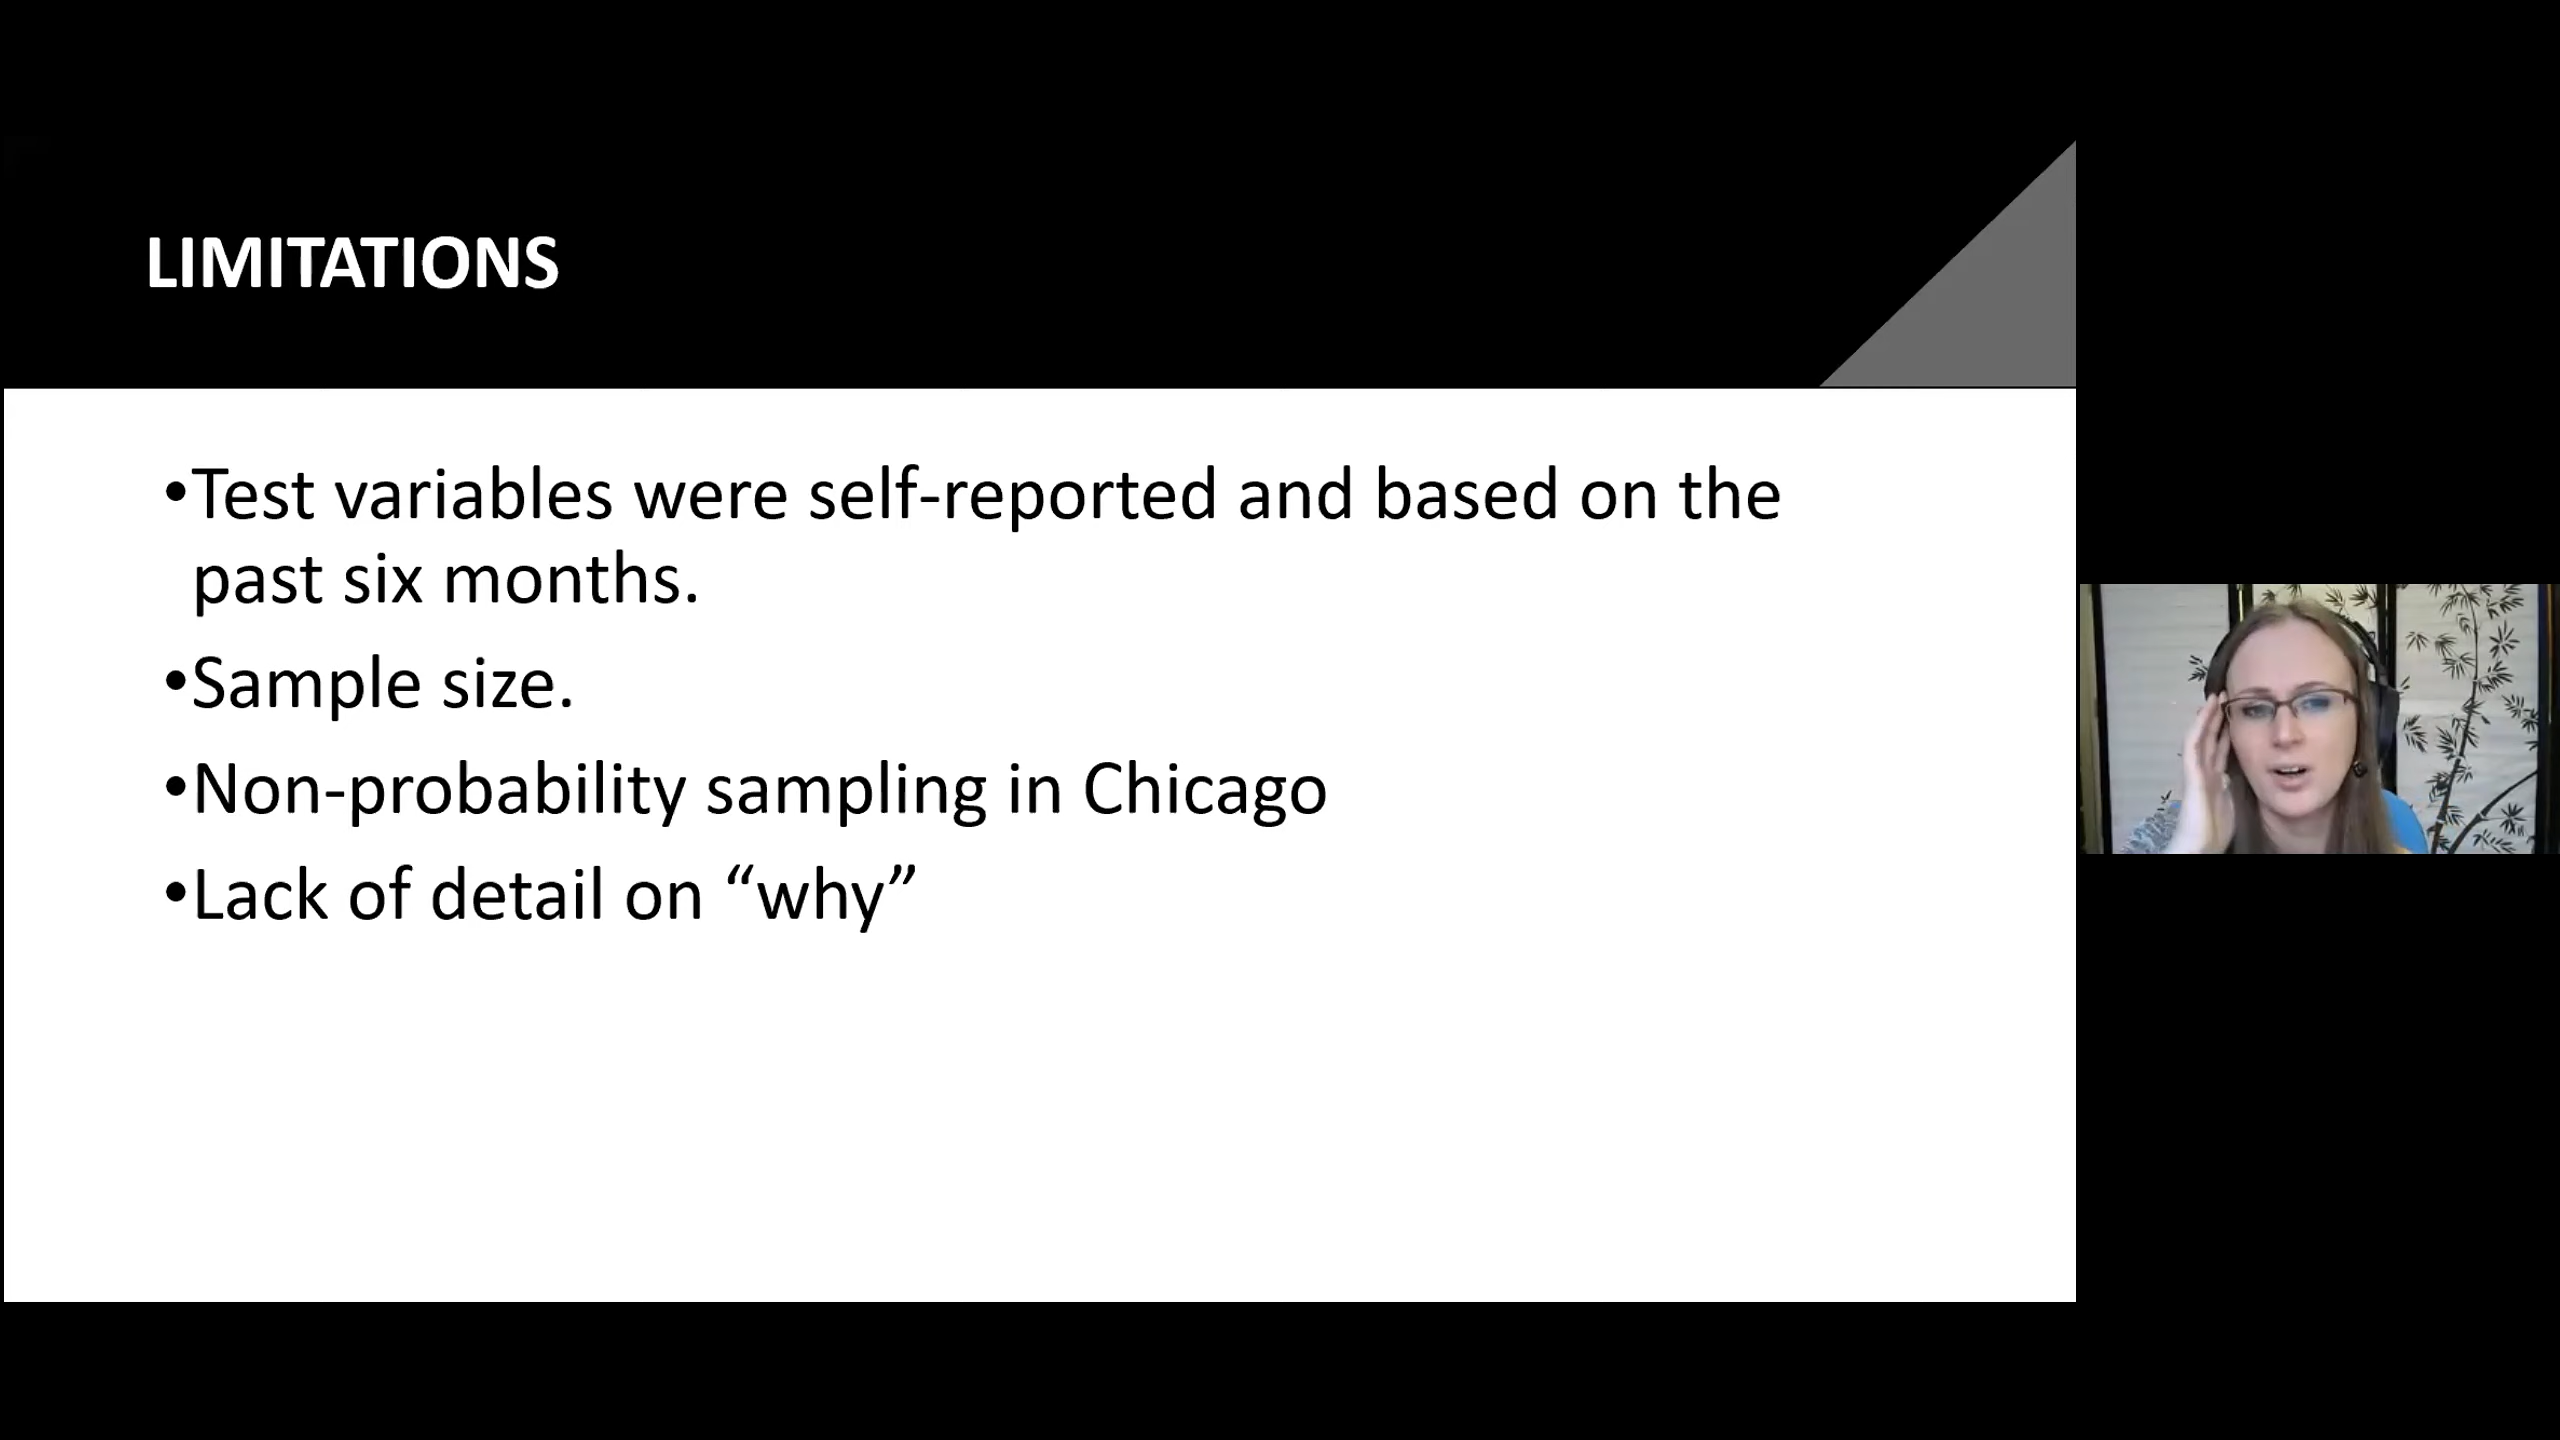 LIMITATIONS
•Test variables were self-reported and based on the
past six months.
•Sample size.
•Non-probability sampling in Chicago
•Lack of detail on “why”